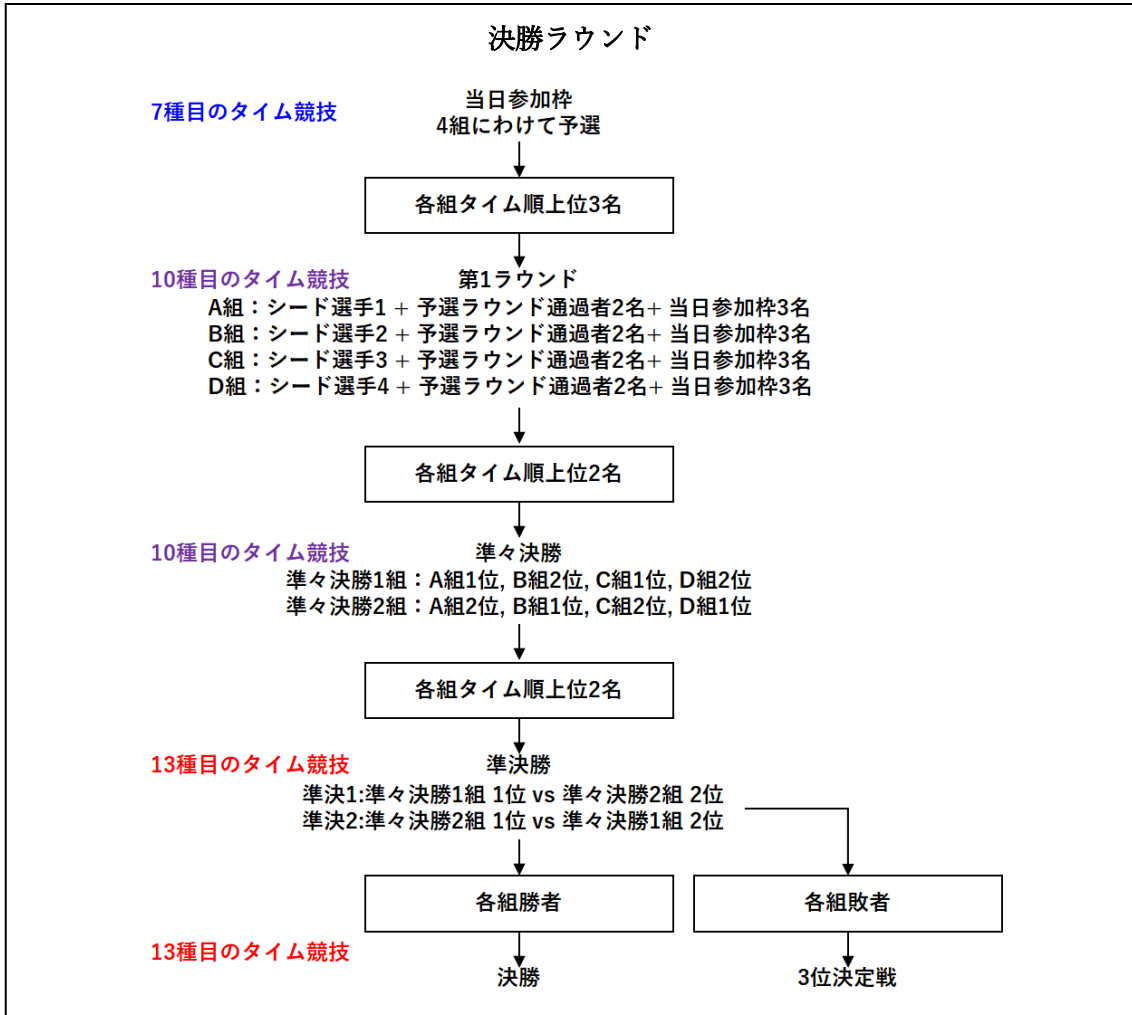 決勝ラウンド
7種目のタイム競技
当日参加枠
4組にわけて予選
各組タイム順上位3名
10種目のタイム競技
第1ラウンド
A組：シード選手1 + 予選ラウンド通過者2名+ 当日参加枠3名
B組：シード選手2 + 予選ラウンド通過者2名+ 当日参加枠3名
C組：シード選手3 + 予選ラウンド通過者2名+ 当日参加枠3名
D組：シード選手4 + 予選ラウンド通過者2名+ 当日参加枠3名
各組タイム順上位2名
10種目のタイム競技
準々決勝
準々決勝1組：A組1位, B組2位, C組1位, D組2位
準々決勝2組：A組2位, B組1位, C組2位, D組1位
各組タイム順上位2名
13種目のタイム競技
準決勝
準決1:準々決勝1組 1位 vs 準々決勝2組 2位
準決2:準々決勝2組 1位 vs 準々決勝1組 2位
各組勝者
各組敗者
13種目のタイム競技
決勝
3位決定戦